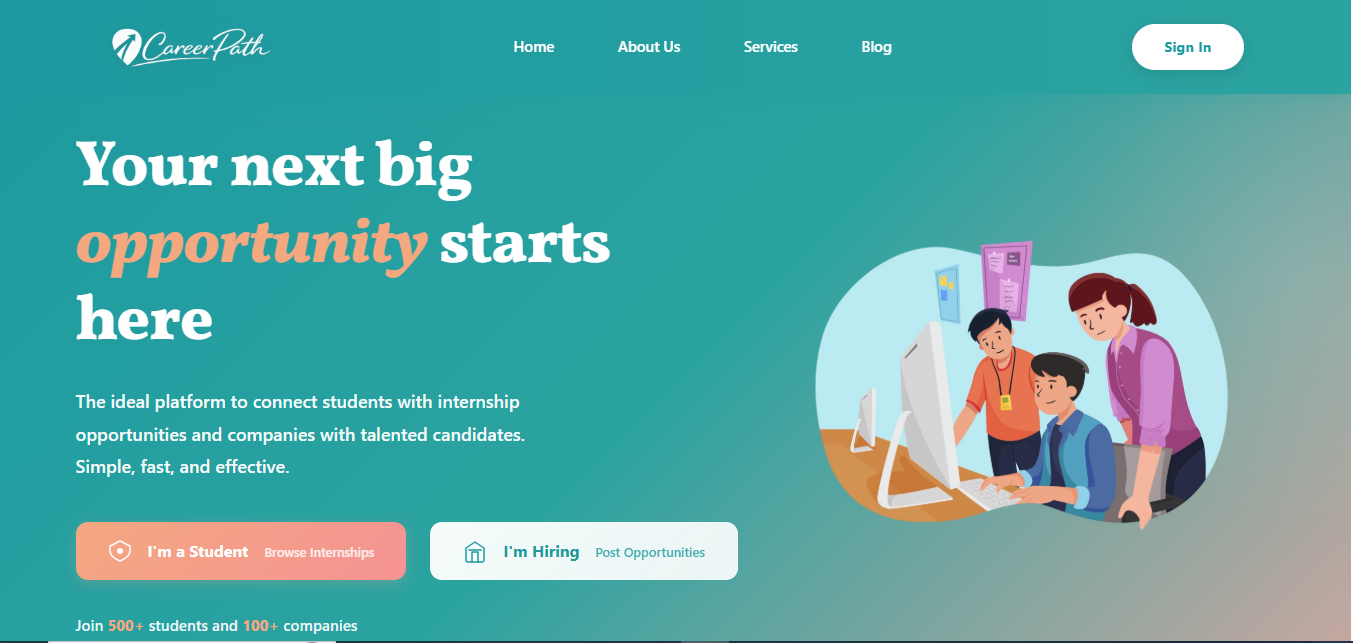 CareerPath
Home
About Us
Services
Blog
Sign In
Your next big
opportunity starts
here
The ideal platform to connect students with internship
opportunities and companies with talented candidates.
Simple, fast, and effective.
I'm a Student Browse Internships
I'm Hiring Post Opportunities
Join 500+ students and 100+ companies